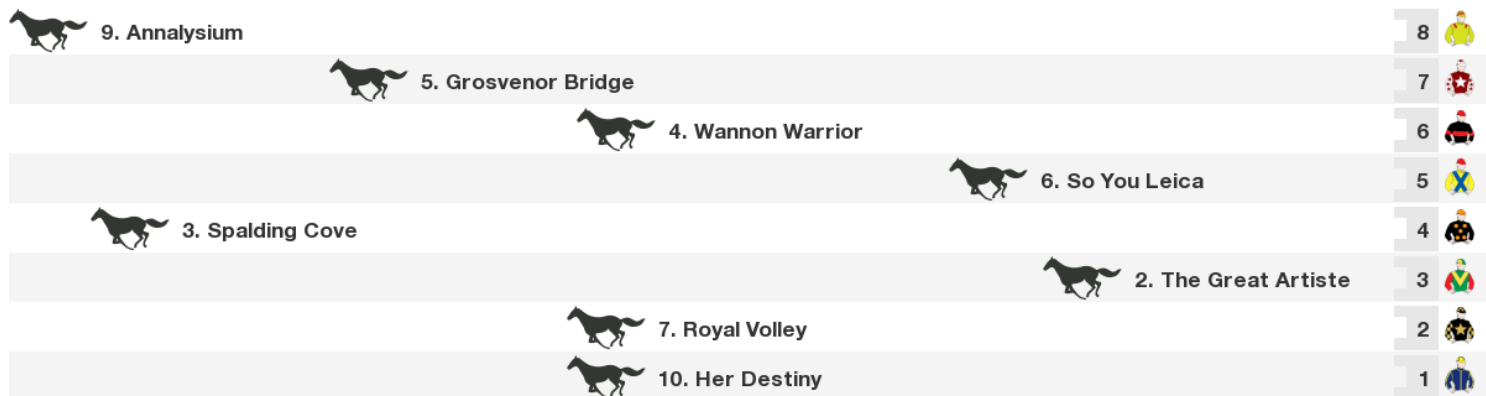 9. Annalysium 8
5. Grosvenor Bridge 7
4. Wannon Warrior 6
6. So You Leica 5
3. Spalding Cove 4
2. The Great Artiste 3
7. Royal Volley 2
10. Her Destiny 1